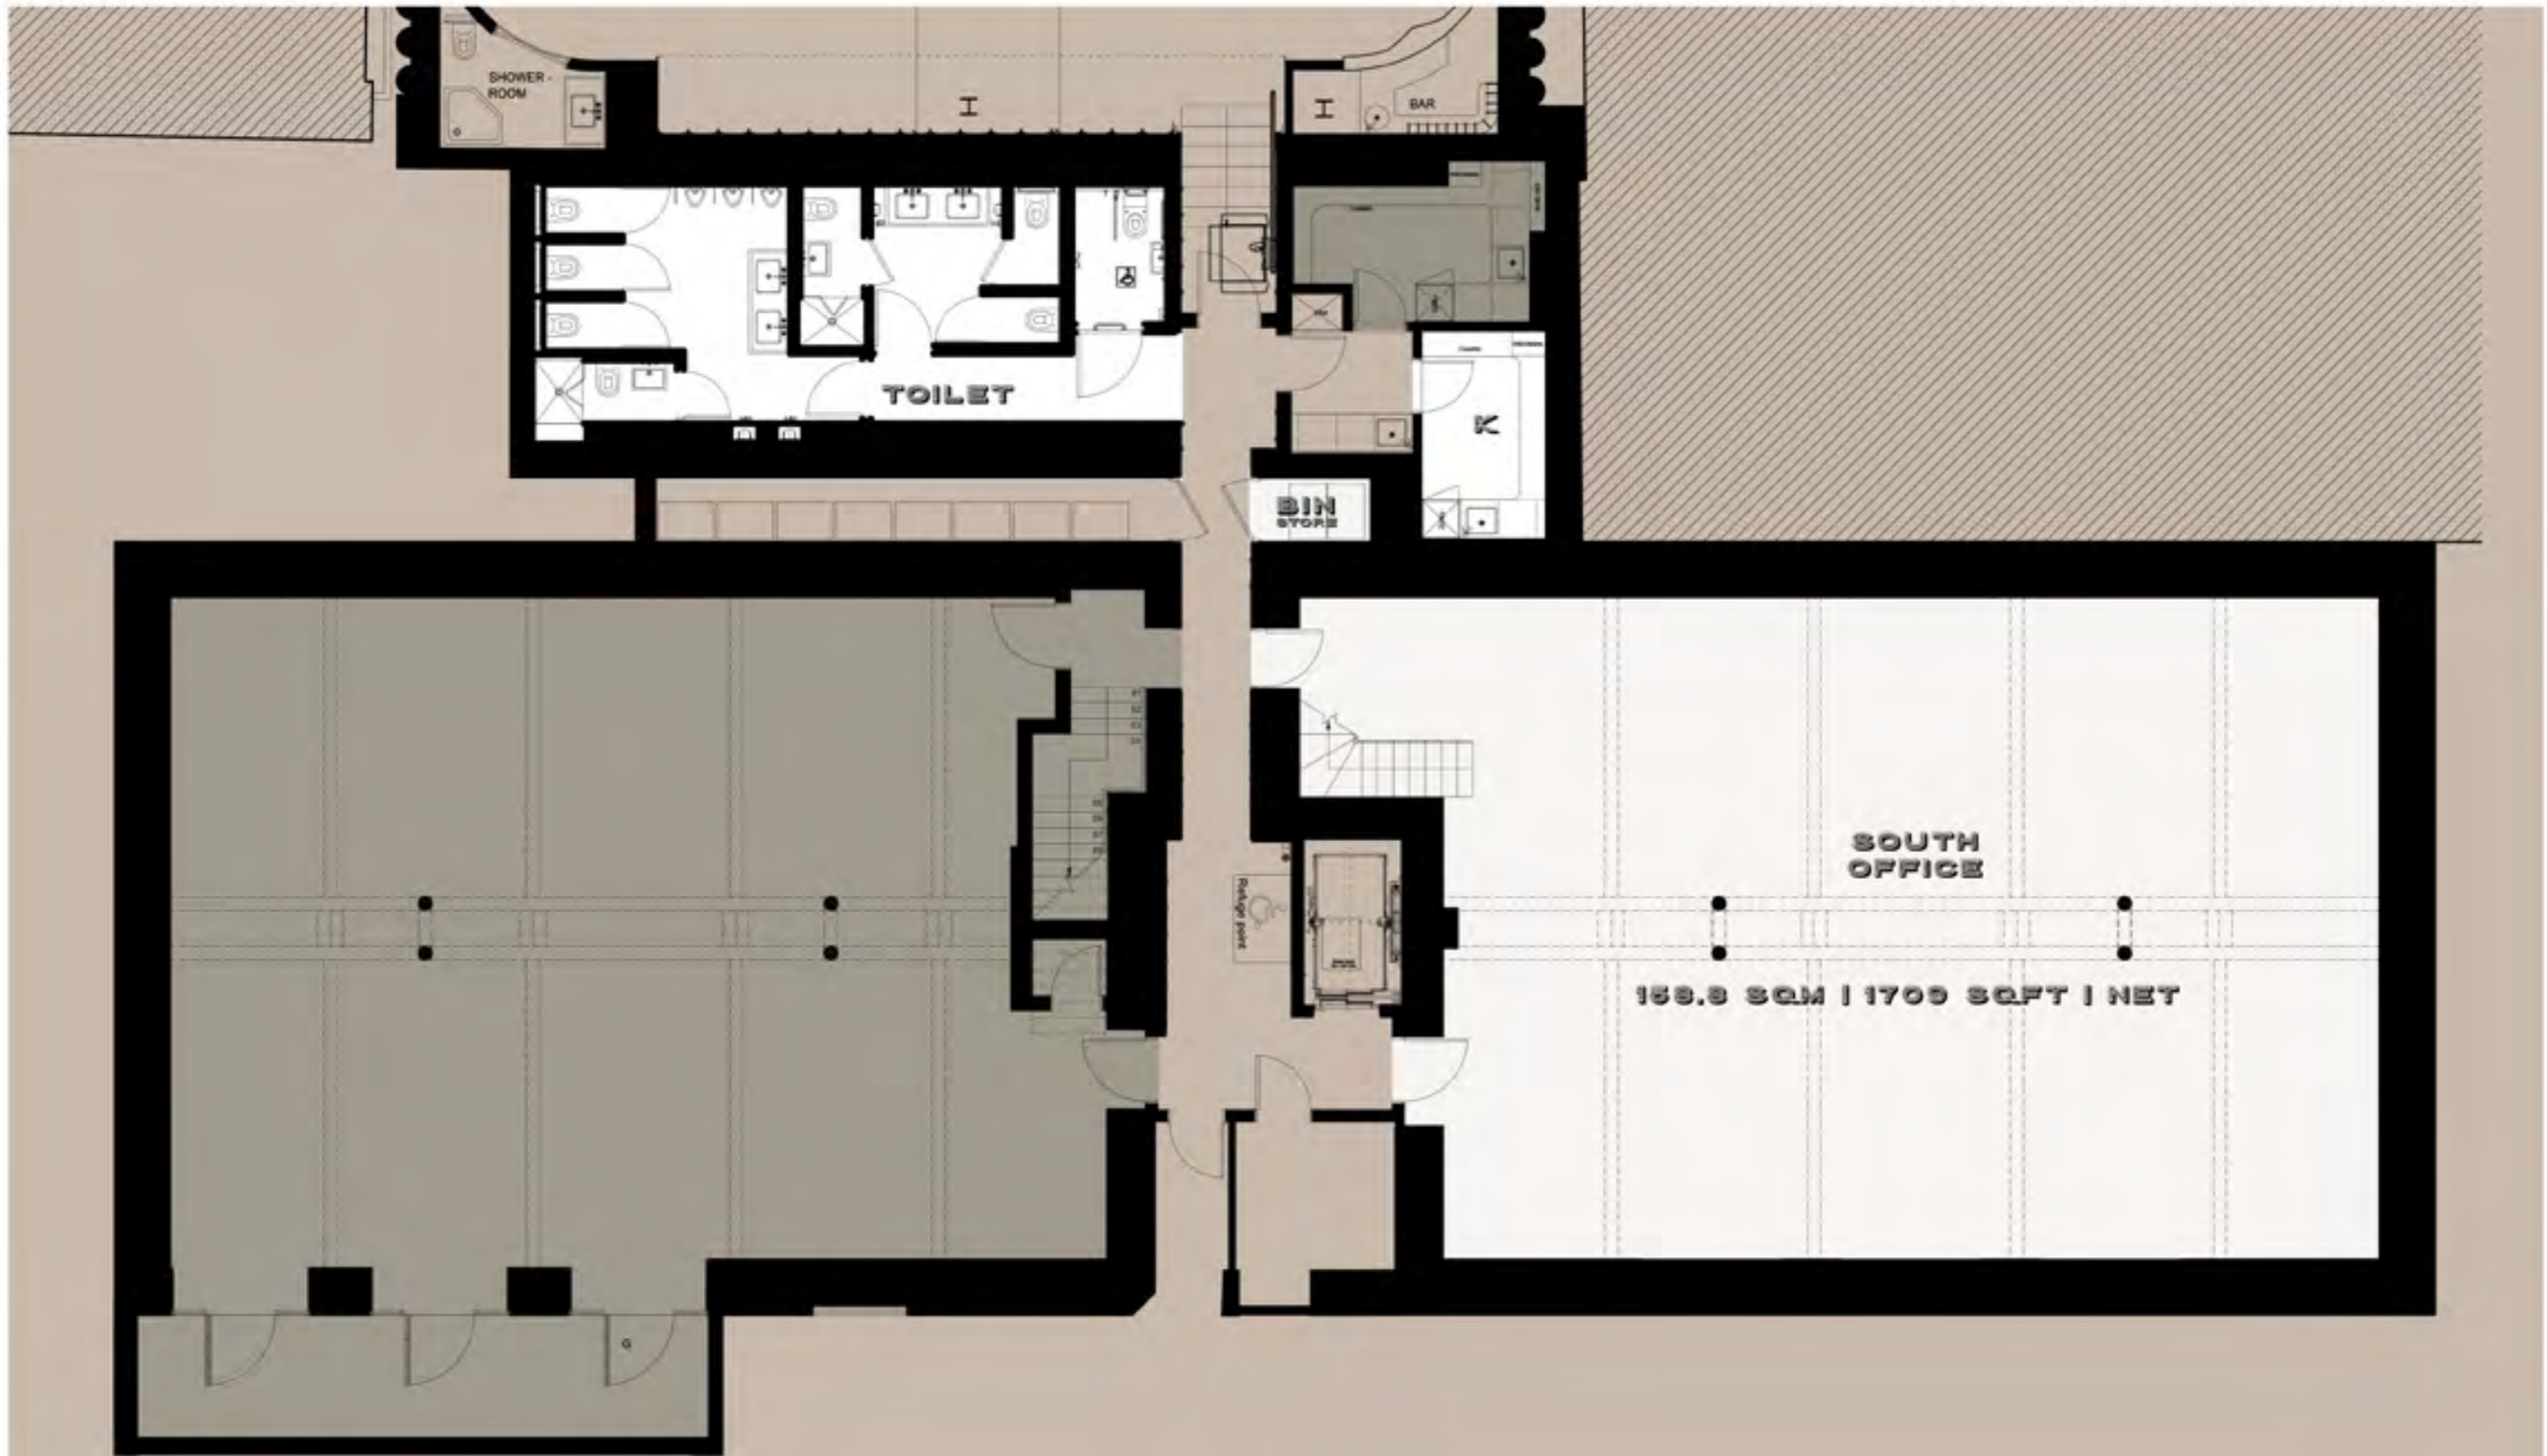 SHOWER -
ROOM
H
H
BAR
TOILET
K
BIN
STORE
Refuge point
SOUTH
OFFICE
158.8 SQM | 1709 SQFT | NET
G